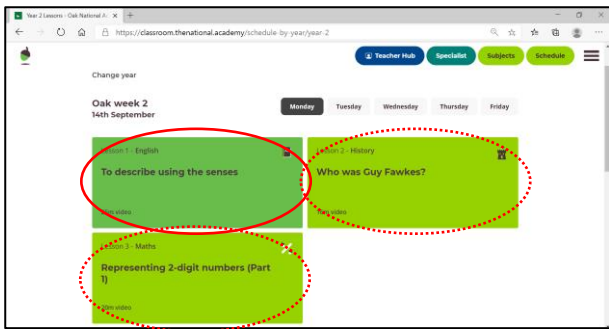 Year 2 Lessons - Oak National Ac
https://classroom.thenational.academy/schedule-by-year/year-2
Teacher Hub
Specialist
Subjects
Schedule
Change year
Oak week 2
14th September
Monday
Tuesday
Wednesday
Thursday
Friday
Lesson 1 - English
To describe using the senses
video
Lesson 2 - History
Who was Guy Fawkes?
video
Lesson 3 - Maths
Representing 2-digit numbers (Part
1)
20m video